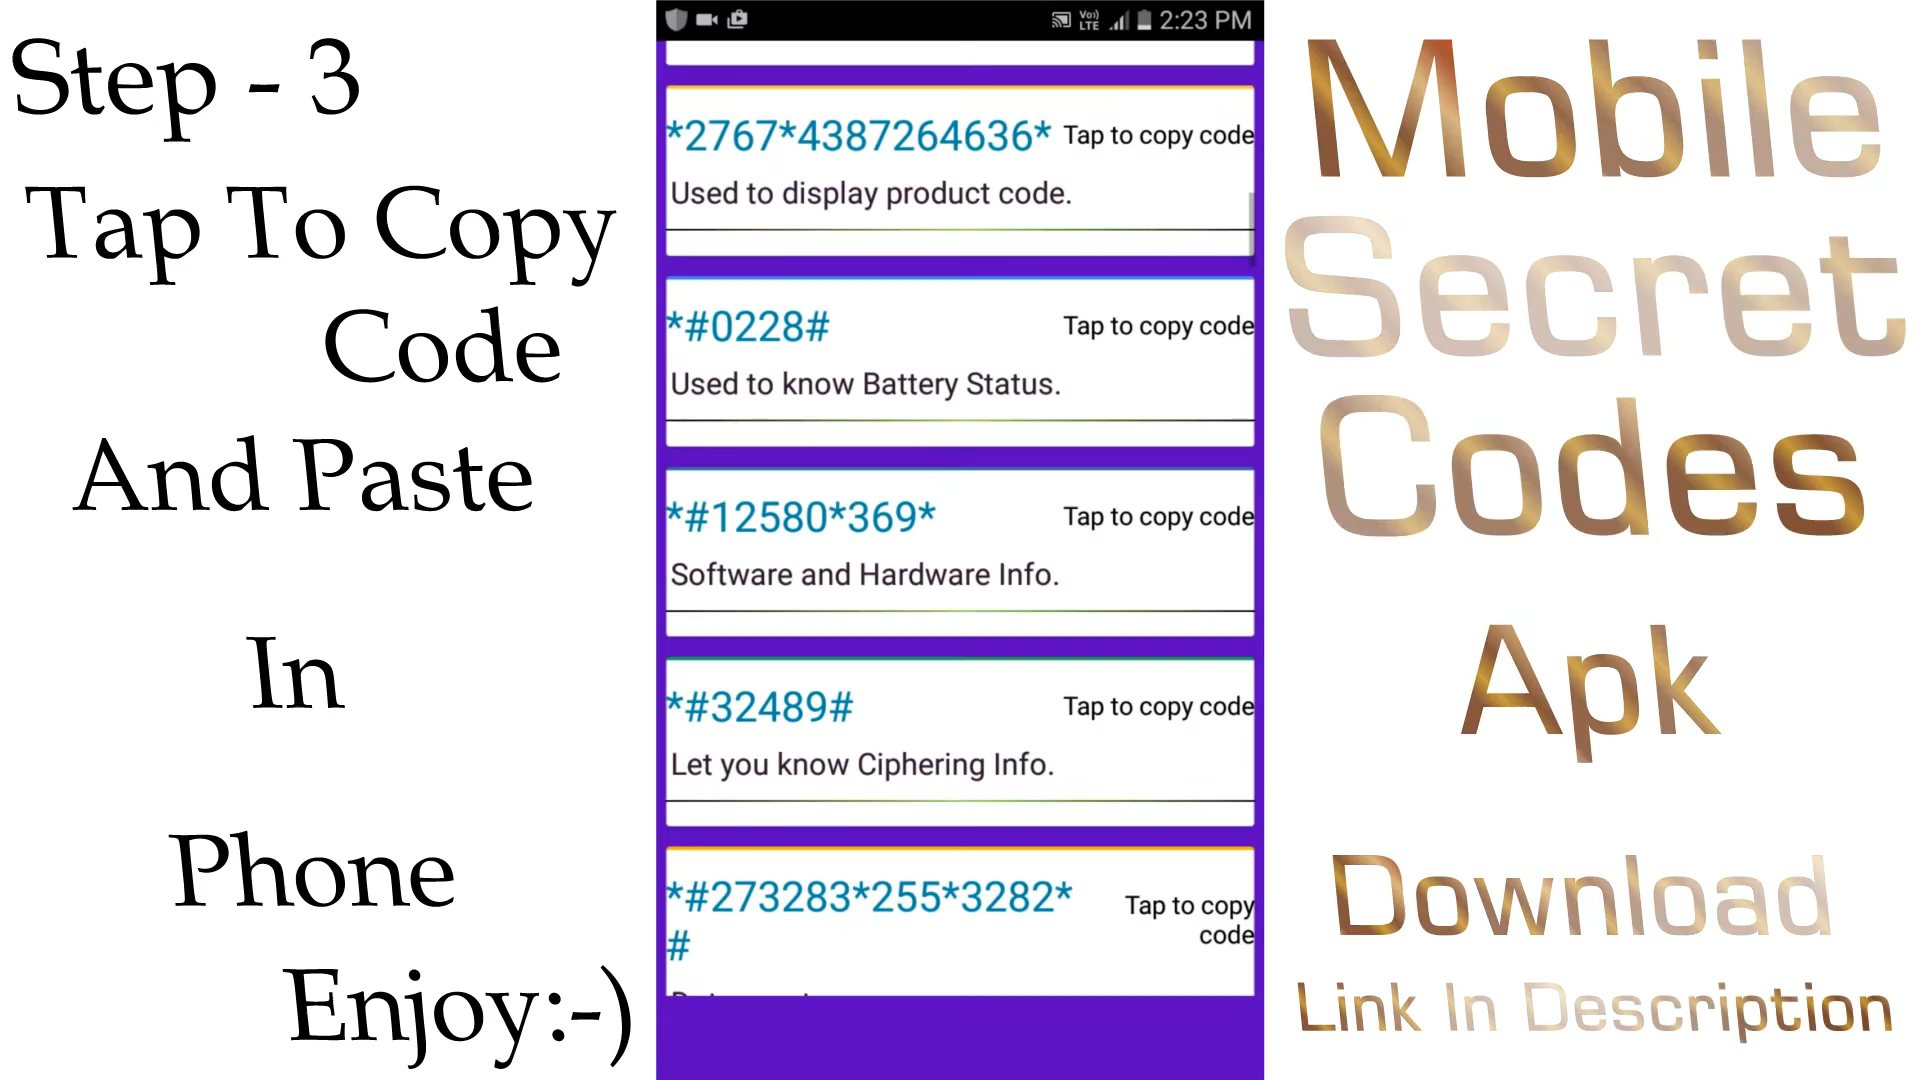 Step - 3
Tap To Copy
Code
And Paste
In
Phone
Enjoy:-)
Vo))
LTE
2:23 PM
*2767*4387264636*
Tap to copy code
Used to display product code.
*#0228#
Tap to copy code
Used to know Battery Status.
*#12580*369*
Tap to copy code
Software and Hardware Info.
*#32489#
Tap to copy code
Let you know Ciphering Info.
*#273283*255*3282*
#
Tap to copy
code
Mobile
Secret
Codes
Apk
Download
Link In Description